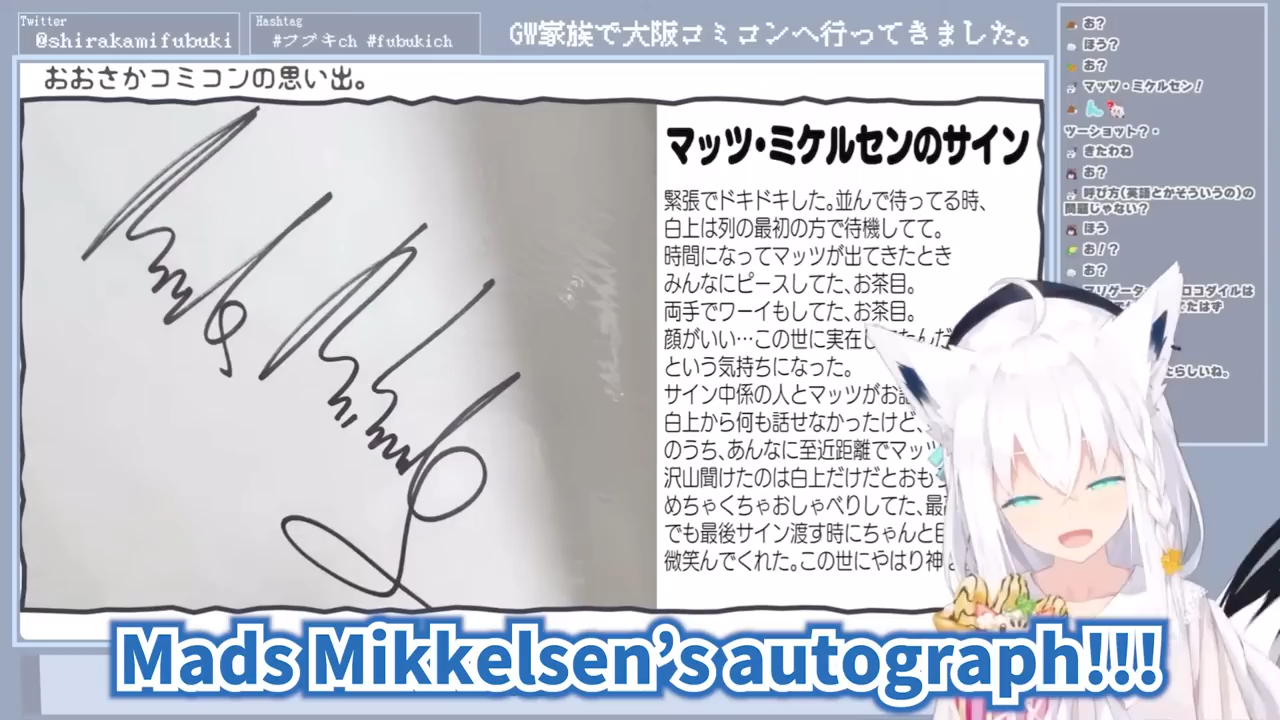 Twitter
@shirakamifubuki
Hashtag
#フブキch #fubukich
GW家族で大阪コミコンへ行ってきました。
おおさかコミコンの思い出。
マッツ・ミケルセンのサイン
緊張でドキドキした。並んで待ってる時、
白上は列の最初の方で待機してて。
時間になってマッツが出てきたとき
みんなにピースしてた、お茶目。
両手でワーイもしてた、お茶目。
顔がいい…この世に実在し
という気持ちになった。
サイン中係の人とマッツがお
白上から何も話せなかったけど、
のうち、あんなに至近距離でマッ
沢山聞けたのは白上だけだとおも
めちゃくちゃおしゃべりしてた、最
でも最後サイン渡す時にちゃんと
微笑んでくれた。この世にやはり神
お?
ほう?
お?
マッツ・ミケルセン!
ツーショット?・
きたわね
お?
呼び方(英語とかそういうの)の
問題じゃない?
ほう
お!?
お?
ロコダイルは
たはず
たらしいね。
Mads Mikkelsen's autograph!!!